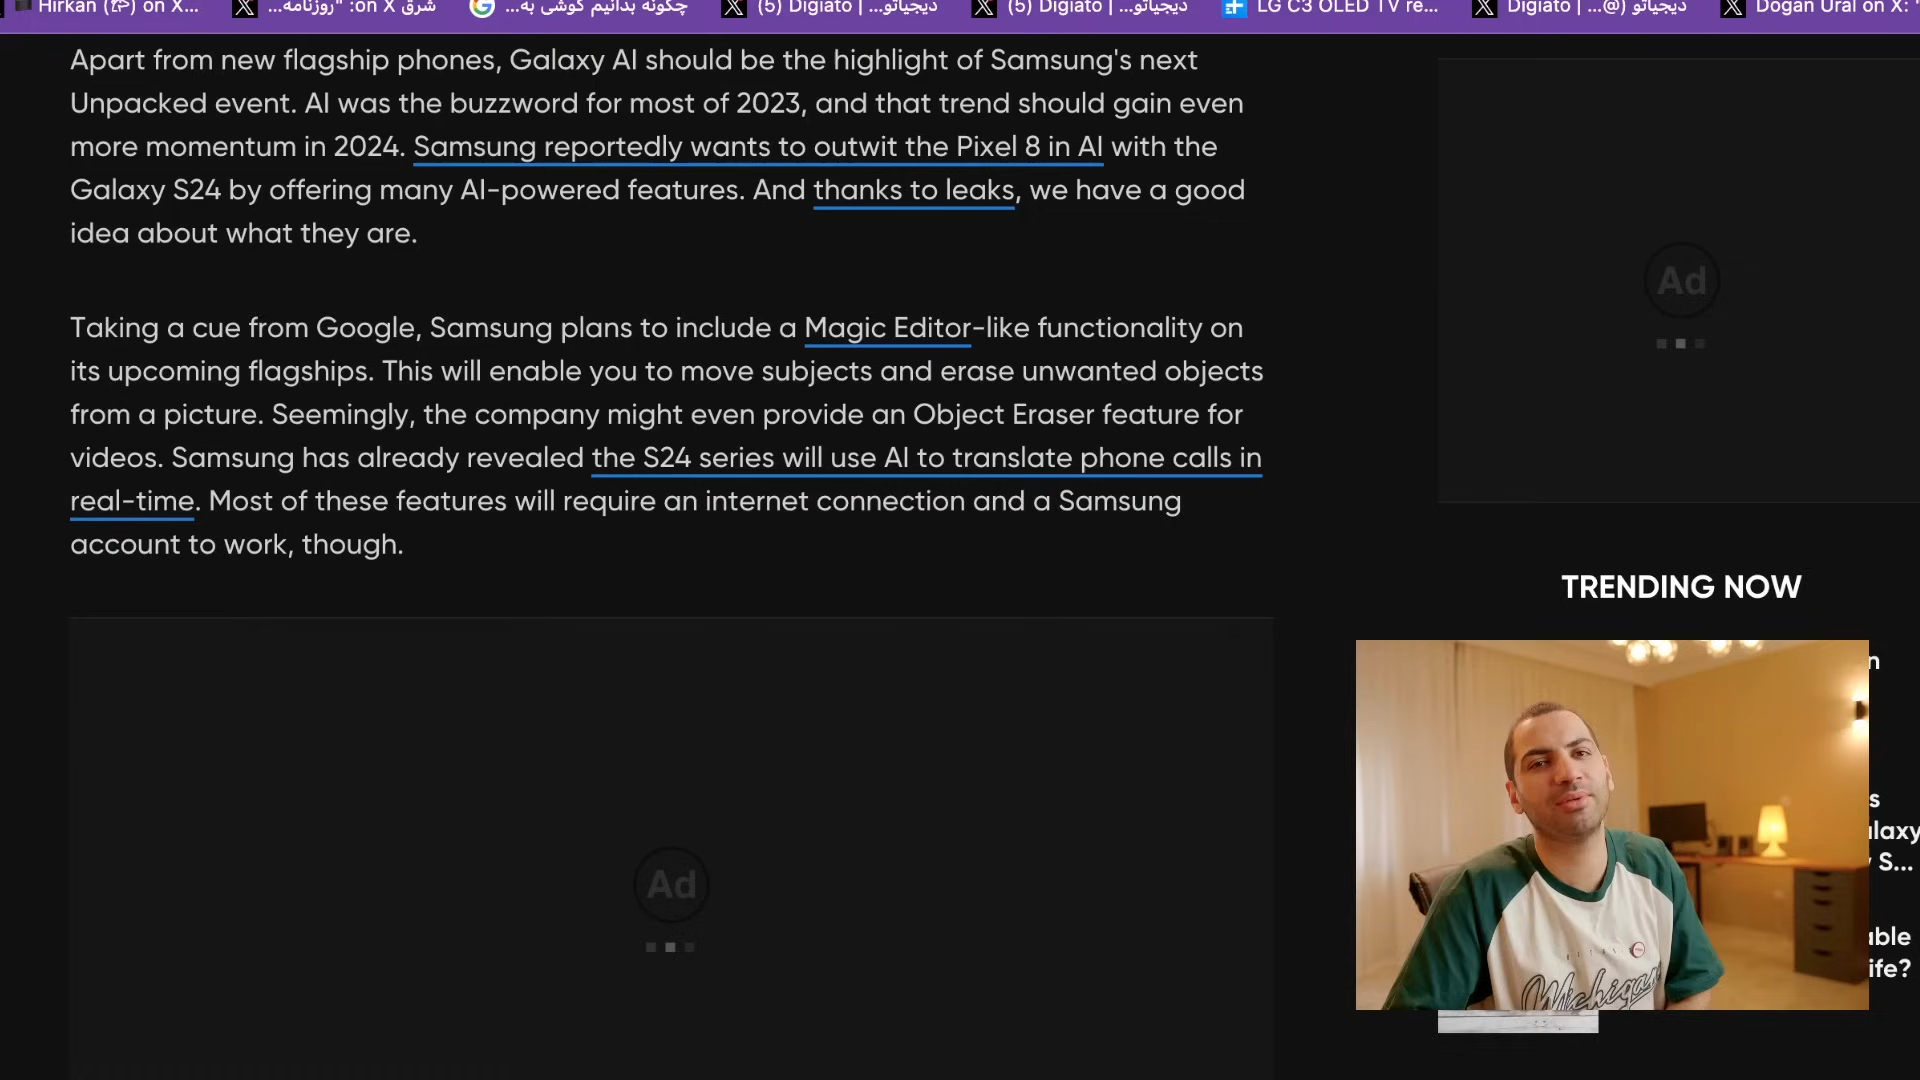 Hirkan (িক) on X...
شرق on X: "روزنامه...
چگونه بدانیم گوشی به...
(5) Digiato | دیجیاتو...
(5) Digiato | دیجیاتو...
LG C3 OLED TV re...
Digiato | دیجیاتو (@...
Dogan Ural on X: "
Apart from new flagship phones, Galaxy AI should be the highlight of Samsung's next
Unpacked event. AI was the buzzword for most of 2023, and that trend should gain even
more momentum in 2024. Samsung reportedly wants to outwit the Pixel 8 in AI with the
Galaxy S24 by offering many AI-powered features. And thanks to leaks, we have a good
idea about what they are.
Taking a cue from Google, Samsung plans to include a Magic Editor-like functionality on
its upcoming flagships. This will enable you to move subjects and erase unwanted objects
from a picture. Seemingly, the company might even provide an Object Eraser feature for
videos. Samsung has already revealed the S24 series will use AI to translate phone calls in
real-time. Most of these features will require an internet connection and a Samsung
account to work, though.
Ad
Ad
TRENDING NOW
n
s
alaxy
S...
able
ife?
Michigan